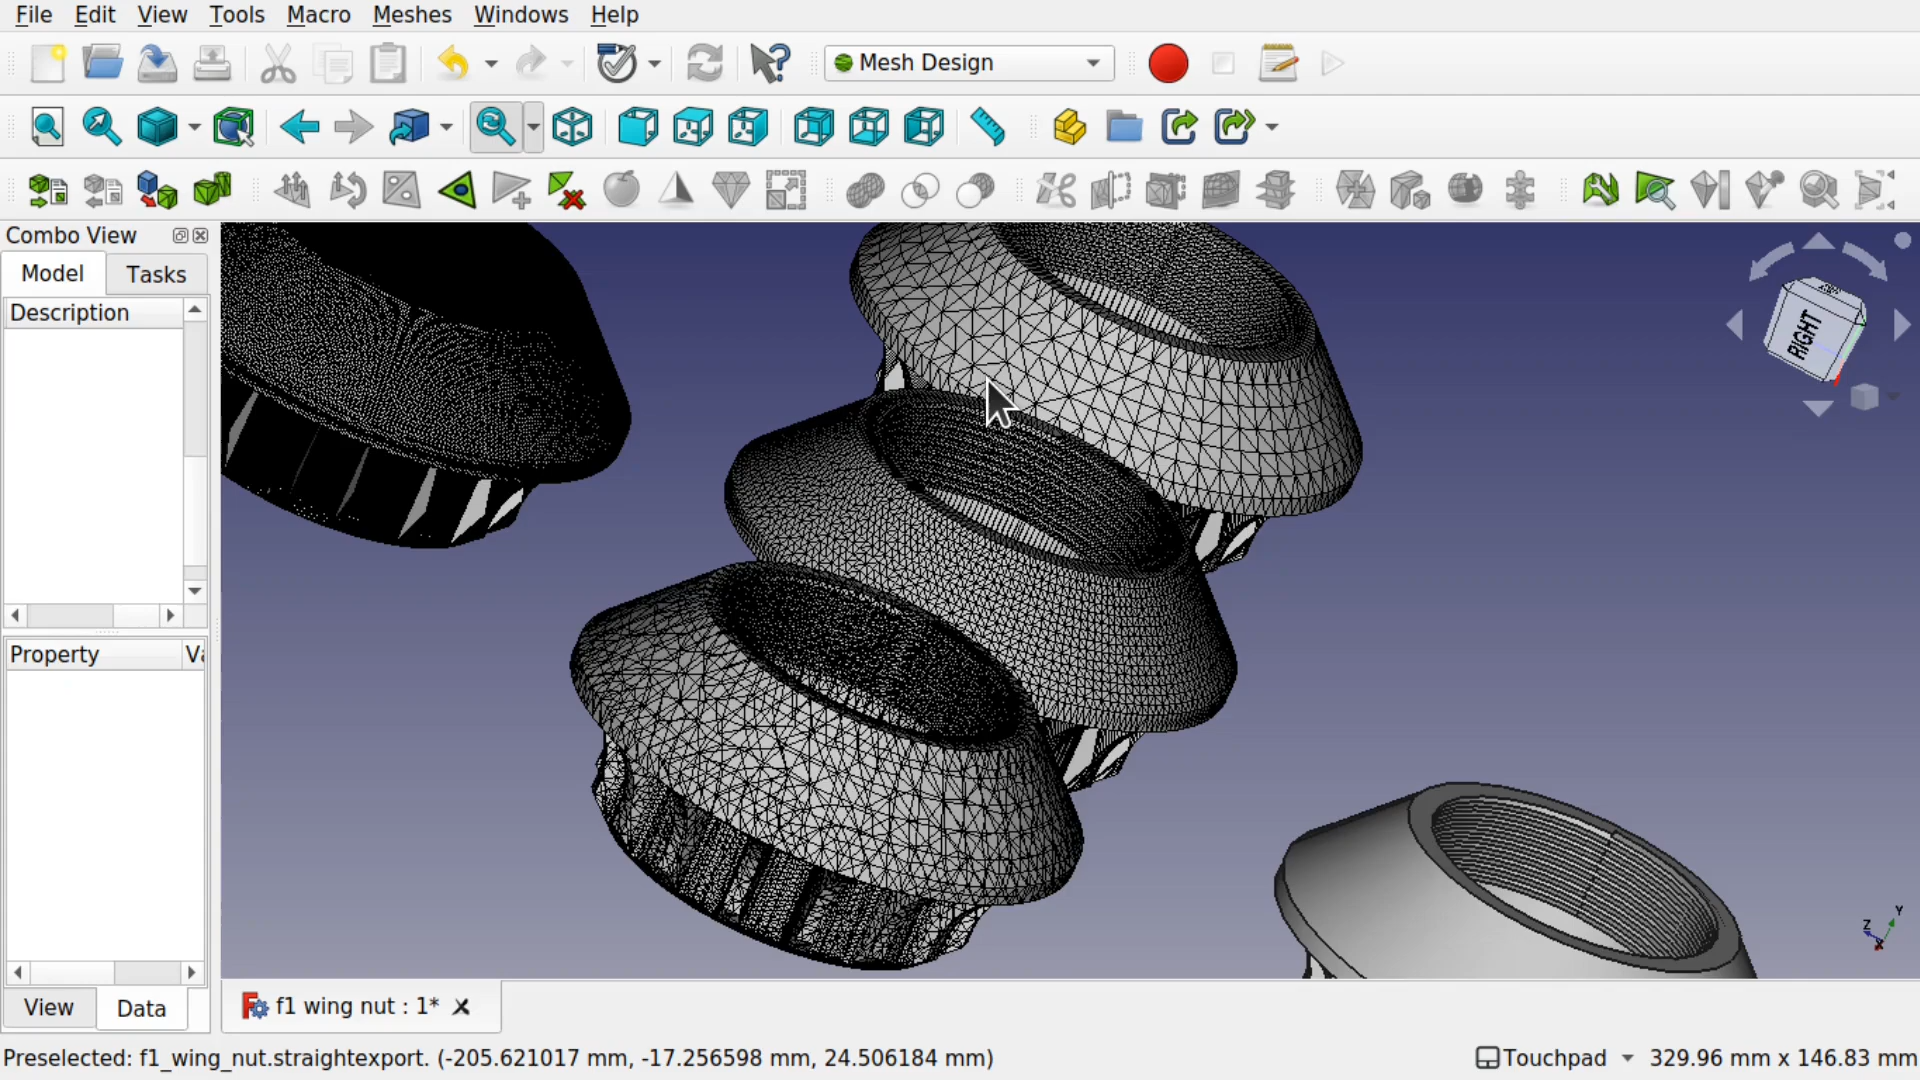 File Edit View Tools Macro Meshes Windows Help
Mesh Design
Combo View
Model Tasks
Description
Property
View Data
RIGHT
Y
Z
X
f1 wing nut : 1*
Preselected: f1_wing_nut.straightexport. (-205.621017 mm, -17.256598 mm, 24.506184 mm)
Touchpad 329.96 mm x 146.83 mm